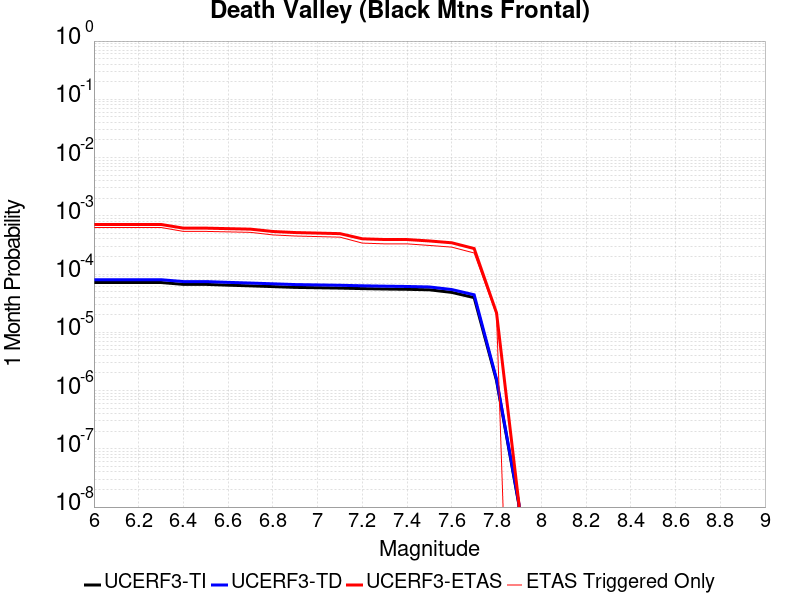 Death Valley (Black Mtns Frontal)
10^0
10^-1
10^-2
10^-3
10^-4
10^-5
10^-6
10^-7
10^-8
1 Month Probability
6 6.2 6.4 6.6 6.8 7 7.2 7.4 7.6 7.8 8 8.2 8.4 8.6 8.8 9
Magnitude
UCERF3-TI UCERF3-TD UCERF3-ETAS ETAS Triggered Only